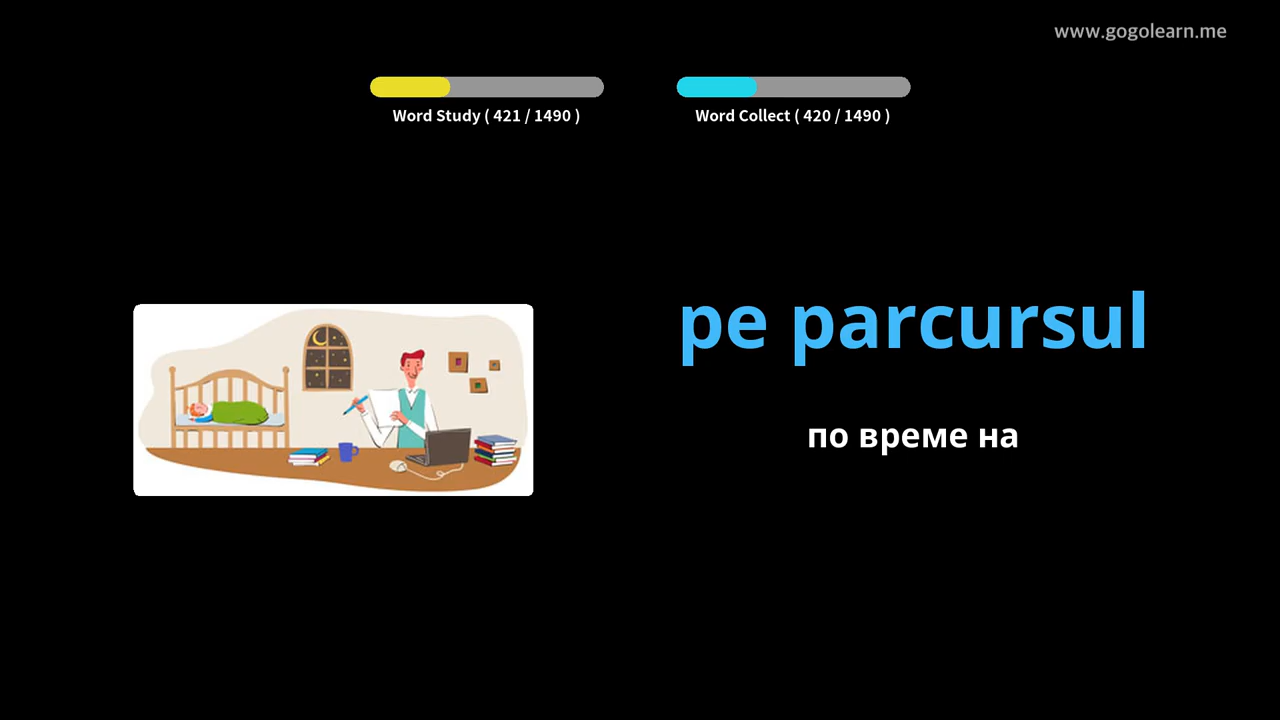 www.gogolearn.me
Word Study ( 421 / 1490 )
Word Collect ( 420 / 1490 )
pe parcursul
по време на